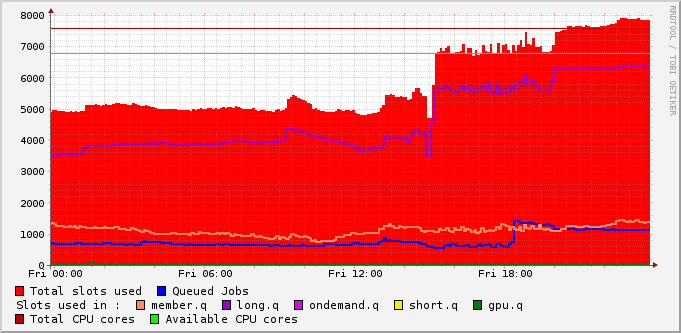 8000
7000
6000
5000
4000
3000
2000
1000
0
Fri 00:00 Fri 06:00 Fri 12:00 Fri 18:00
RRDTOOL / TOBI OETIKER
Total slots used Queued Jobs
Slots used in : member.q long.q ondemand.q short.q gpu.q
Total CPU cores Available CPU cores